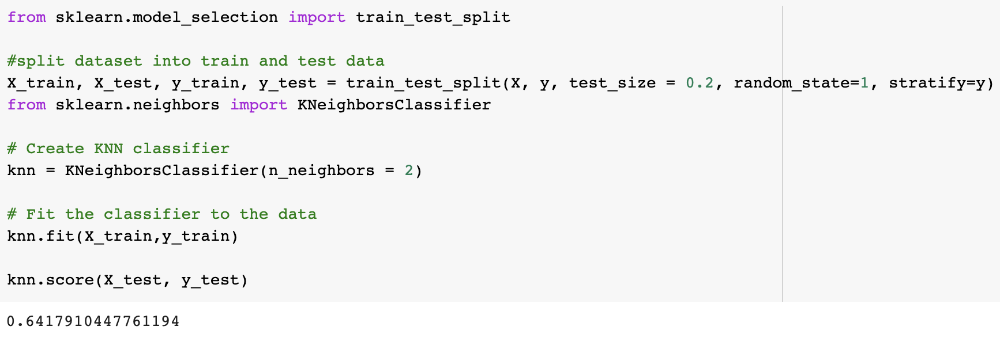 from sklearn.model_selection import train_test_split
#split dataset into train and test data
X_train, X_test, y_train, y_test = train_test_split(X, y, test_size = 0.2, random_state=1, stratify=y)
from sklearn.neighbors import KNeighborsClassifier
# Create KNN classifier
knn = KNeighborsClassifier(n_neighbors = 2)
# Fit the classifier to the data
knn.fit(X_train,y_train)
knn.score(X_test, y_test)
0.6417910447761194